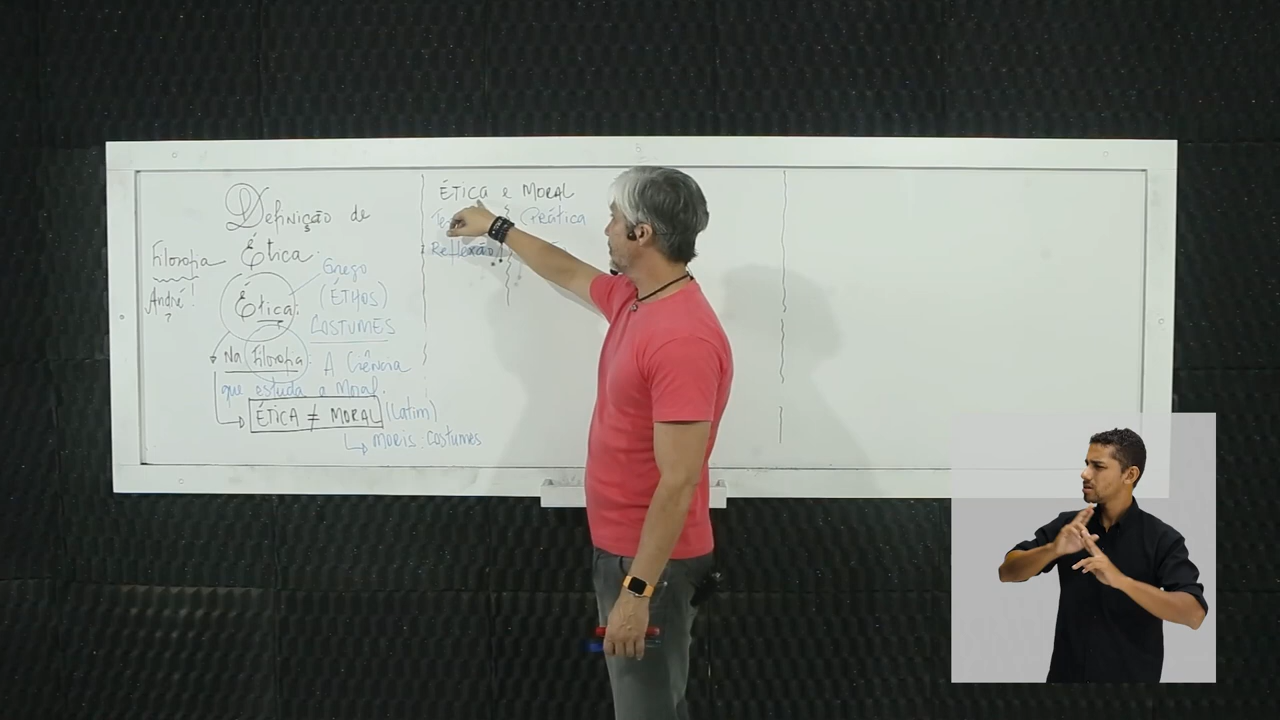 Definição de
Ética.
Filosofia
André!
?
Ética.
Grego
(ÉTHOS)
COSTUMES
Na Filosofia: A Ciência
que estuda a Moral.
ÉTICA ≠ MORAL (Latim)
↳ MORIS COSTUMES
ÉTICA e MORAL
Prática
Reflexão